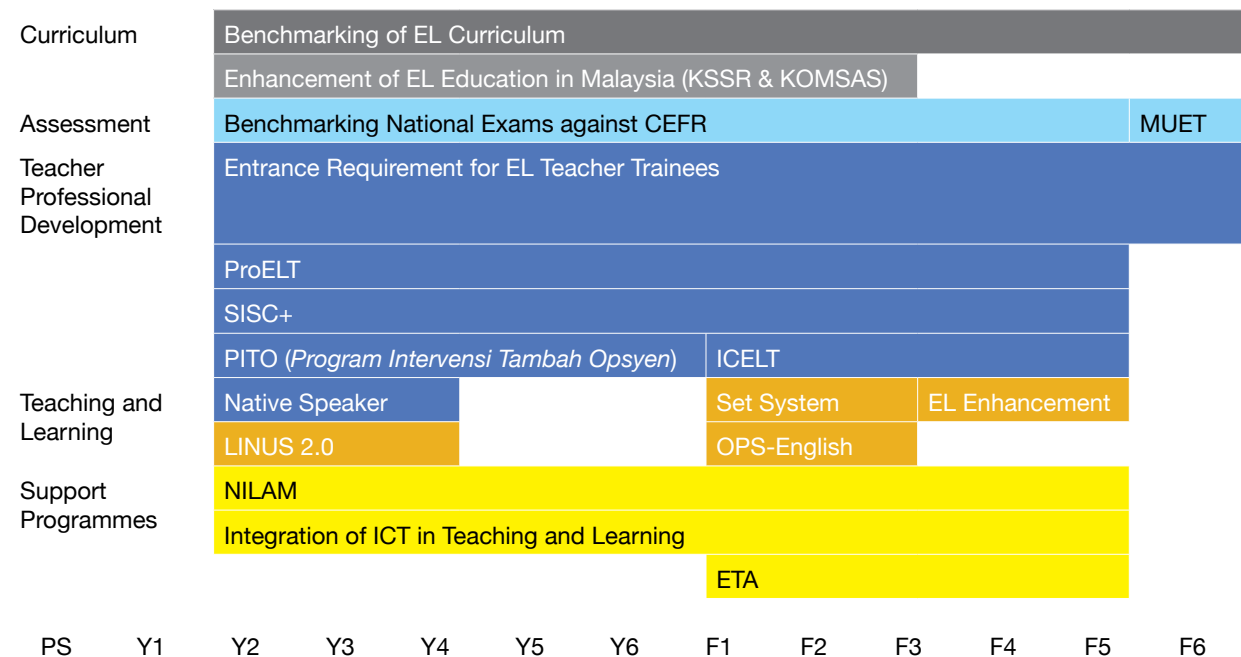 Curriculum
Benchmarking of EL Curriculum
Enhancement of EL Education in Malaysia (KSSR & KOMSAS)
Assessment
Benchmarking National Exams against CEFR
MUET
Teacher
Professional
Development
Entrance Requirement for EL Teacher Trainees
ProELT
SISC+
PITO (Program Intervensi Tambah Opsyen)
ICELT
Teaching and
Learning
Native Speaker
Set System
EL Enhancement
LINUS 2.0
OPS-English
Support
Programmes
NILAM
Integration of ICT in Teaching and Learning
ETA
PS Y1 Y2 Y3 Y4 Y5 Y6 F1 F2 F3 F4 F5 F6